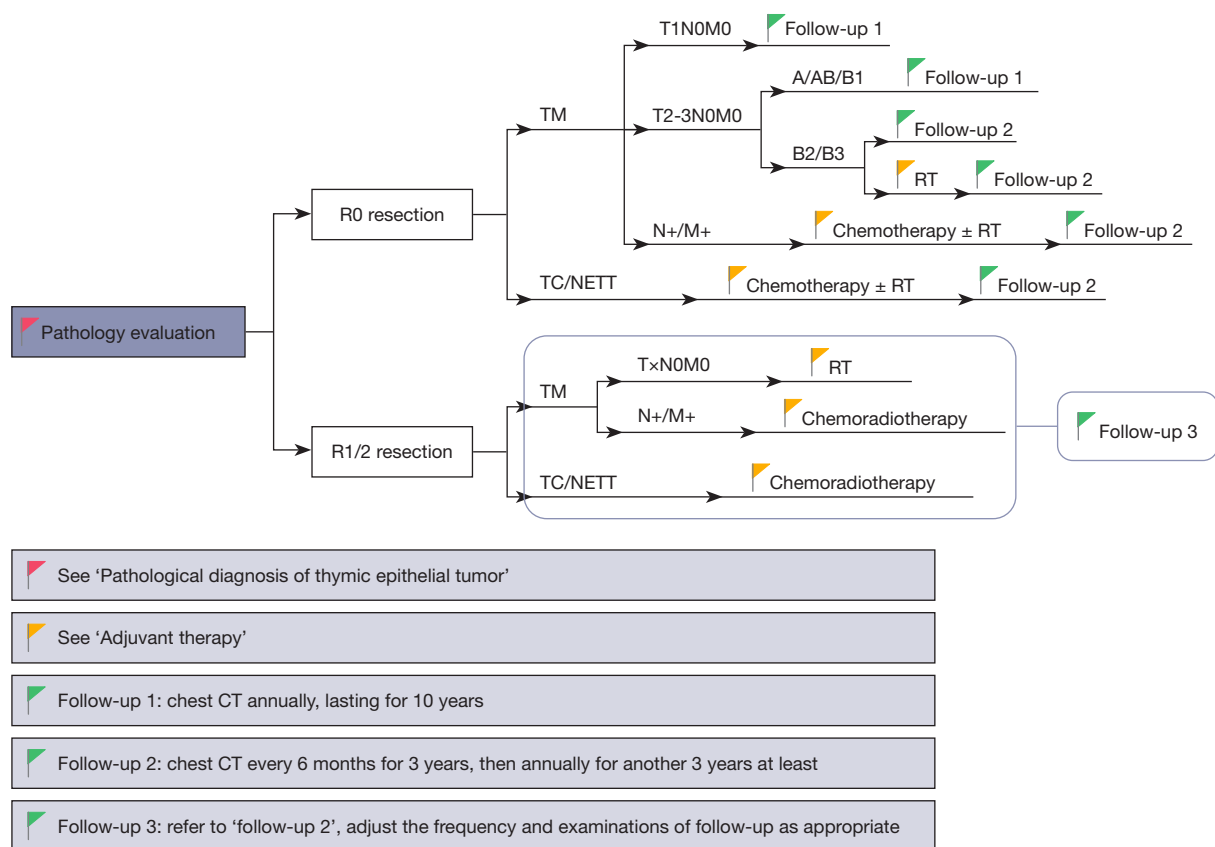 T1N0M0
Follow-up 1
A/AB/B1
Follow-up 1
TM
T2-3N0M0
Follow-up 2
B2/B3
RT
Follow-up 2
R0 resection
N+/M+
Chemotherapy ± RT
Follow-up 2
TC/NETT
Chemotherapy ± RT
Follow-up 2
Pathology evaluation
T×N0M0
RT
TM
N+/M+
Chemoradiotherapy
Follow-up 3
R1/2 resection
TC/NETT
Chemoradiotherapy
See ‘Pathological diagnosis of thymic epithelial tumor’
See ‘Adjuvant therapy’
Follow-up 1: chest CT annually, lasting for 10 years
Follow-up 2: chest CT every 6 months for 3 years, then annually for another 3 years at least
Follow-up 3: refer to ‘follow-up 2’, adjust the frequency and examinations of follow-up as appropriate